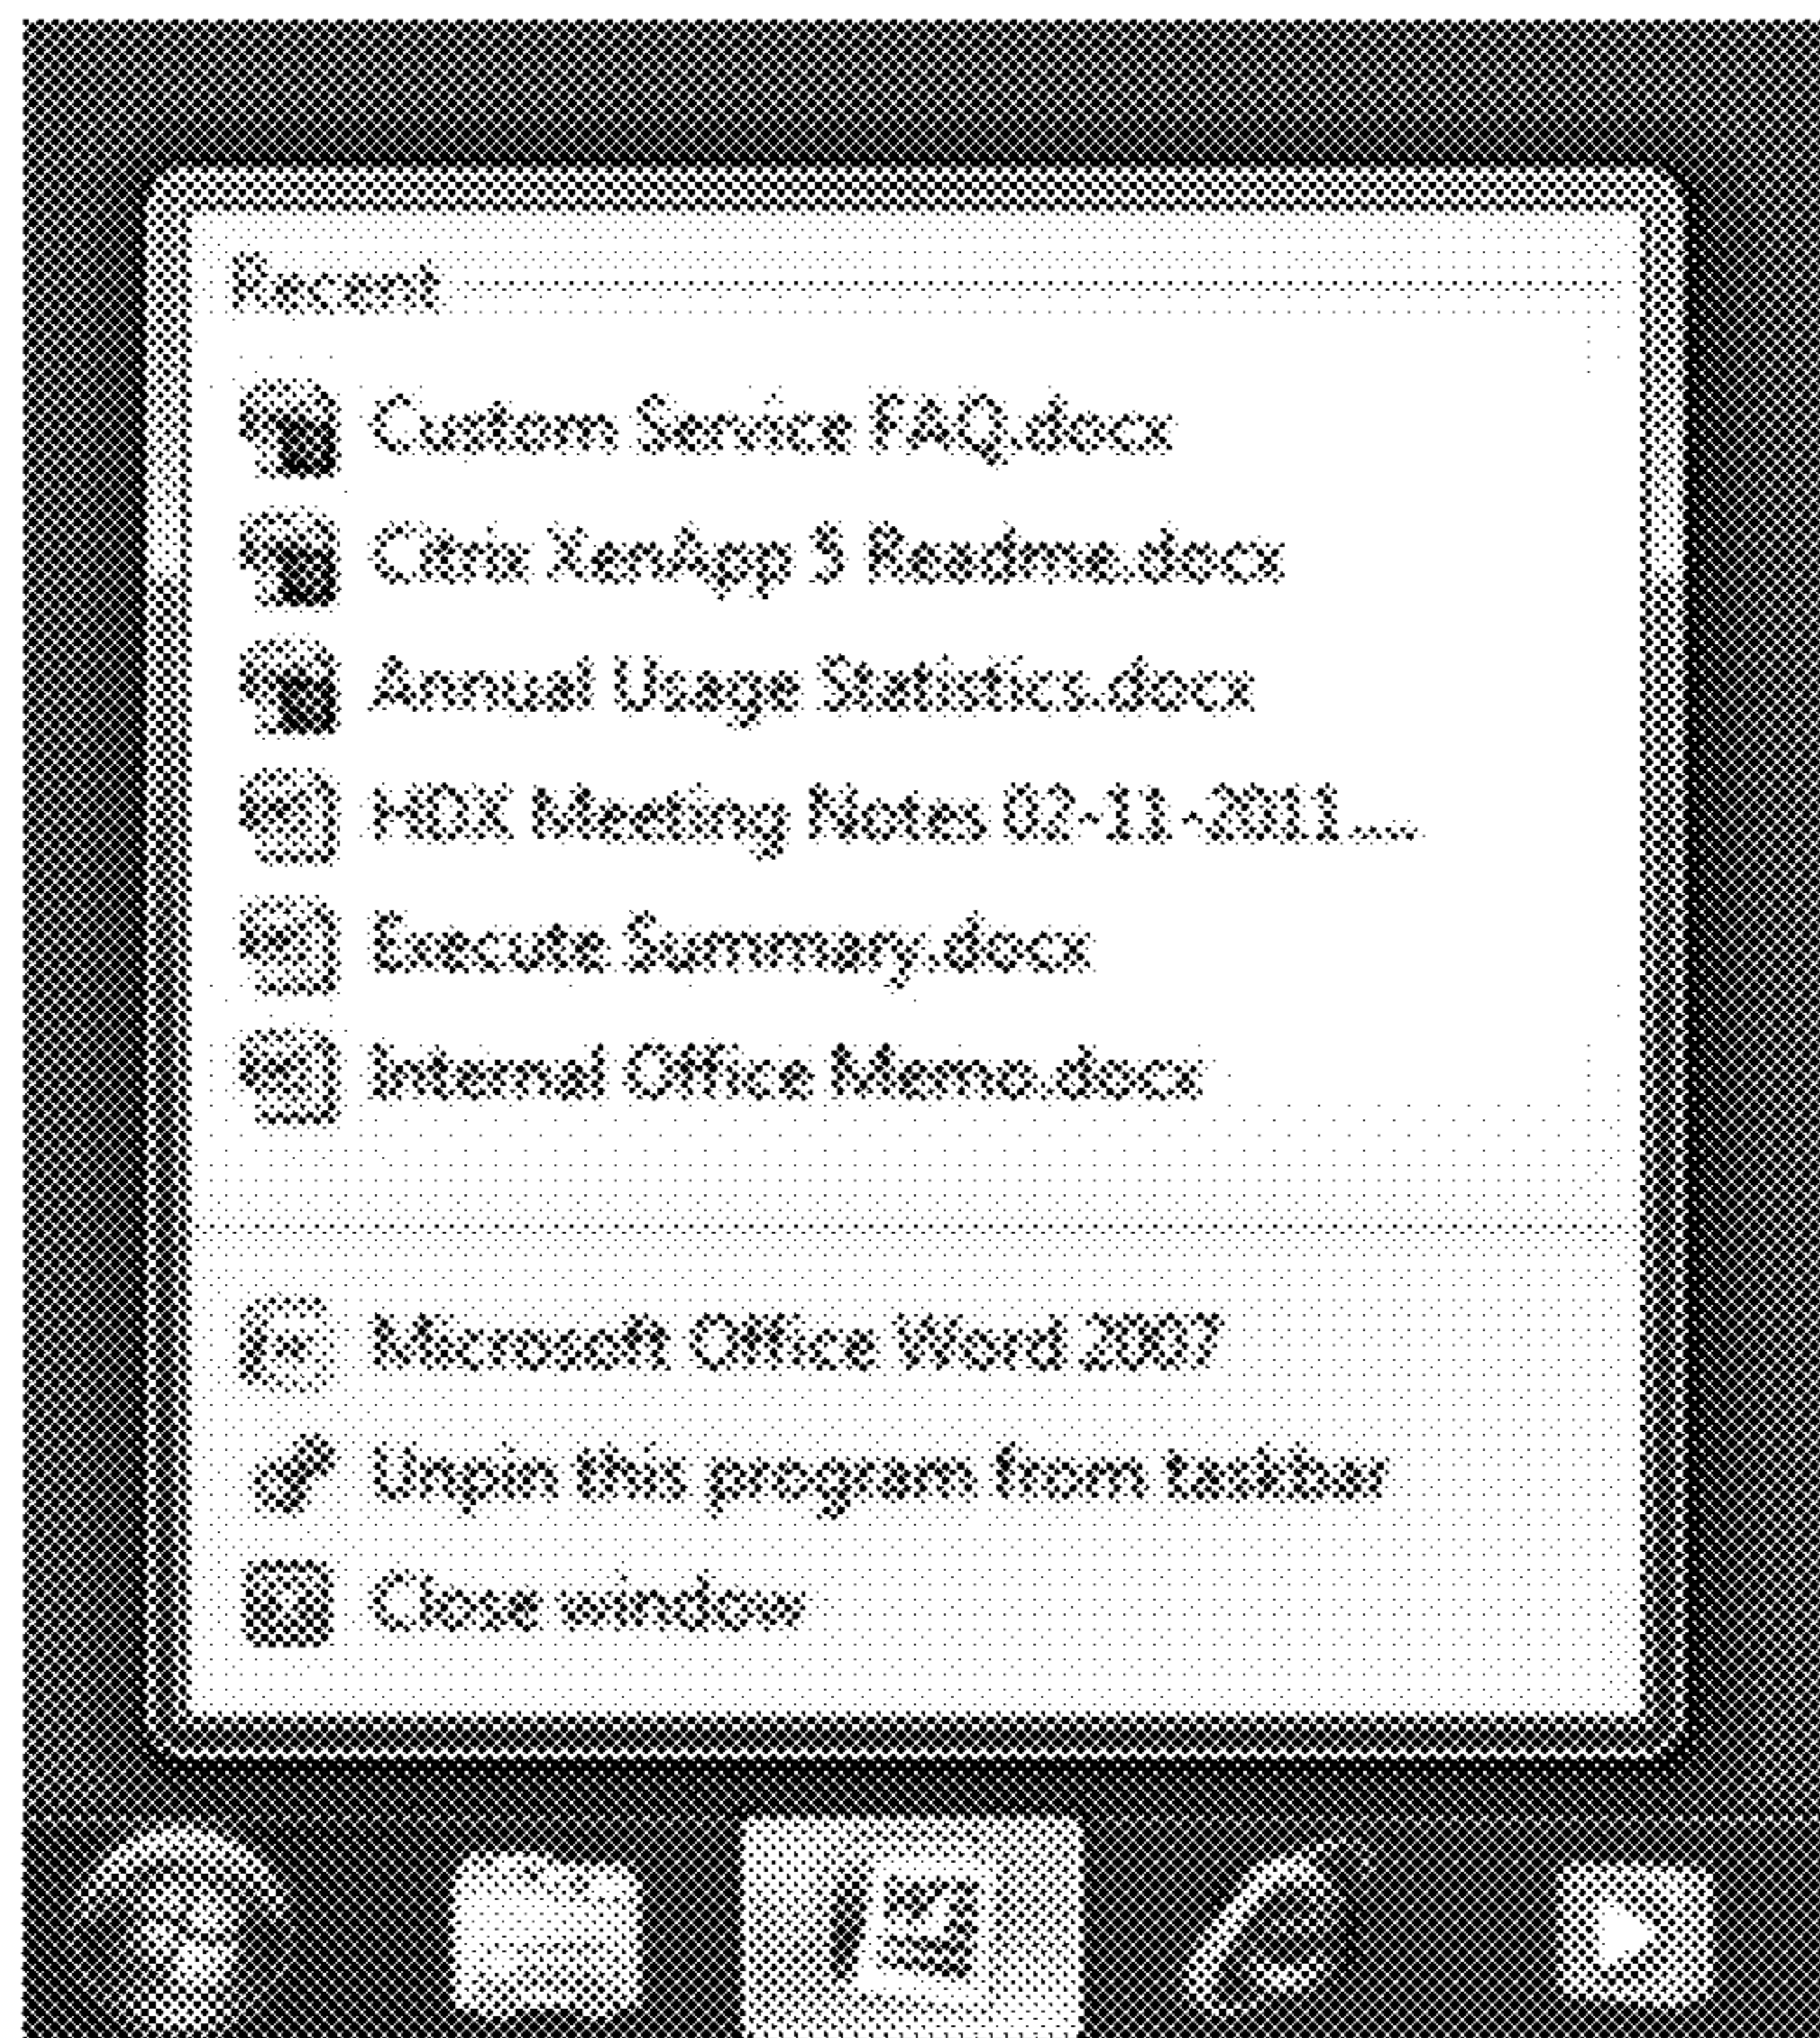 Recent
Custom Service FAQ.docx
Citrix XenApp 5 Readme.docx
Annual Usage Statistics.docx
HDX Meeting Notes 02-11-2011....
Execute Summary.docx
Internal Office Memo.docx
Microsoft Office Word 2007
Unpin this program from taskbar
Close window